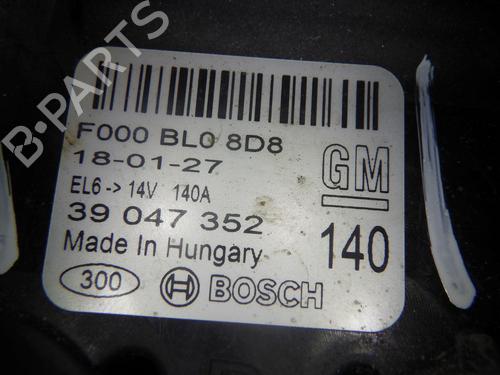 B-PARTS
F000 BL0 8D8
18-01-27
EL6-> 14V 140A
39 047 352
Made In Hungary
300
BOSCH
GM
140